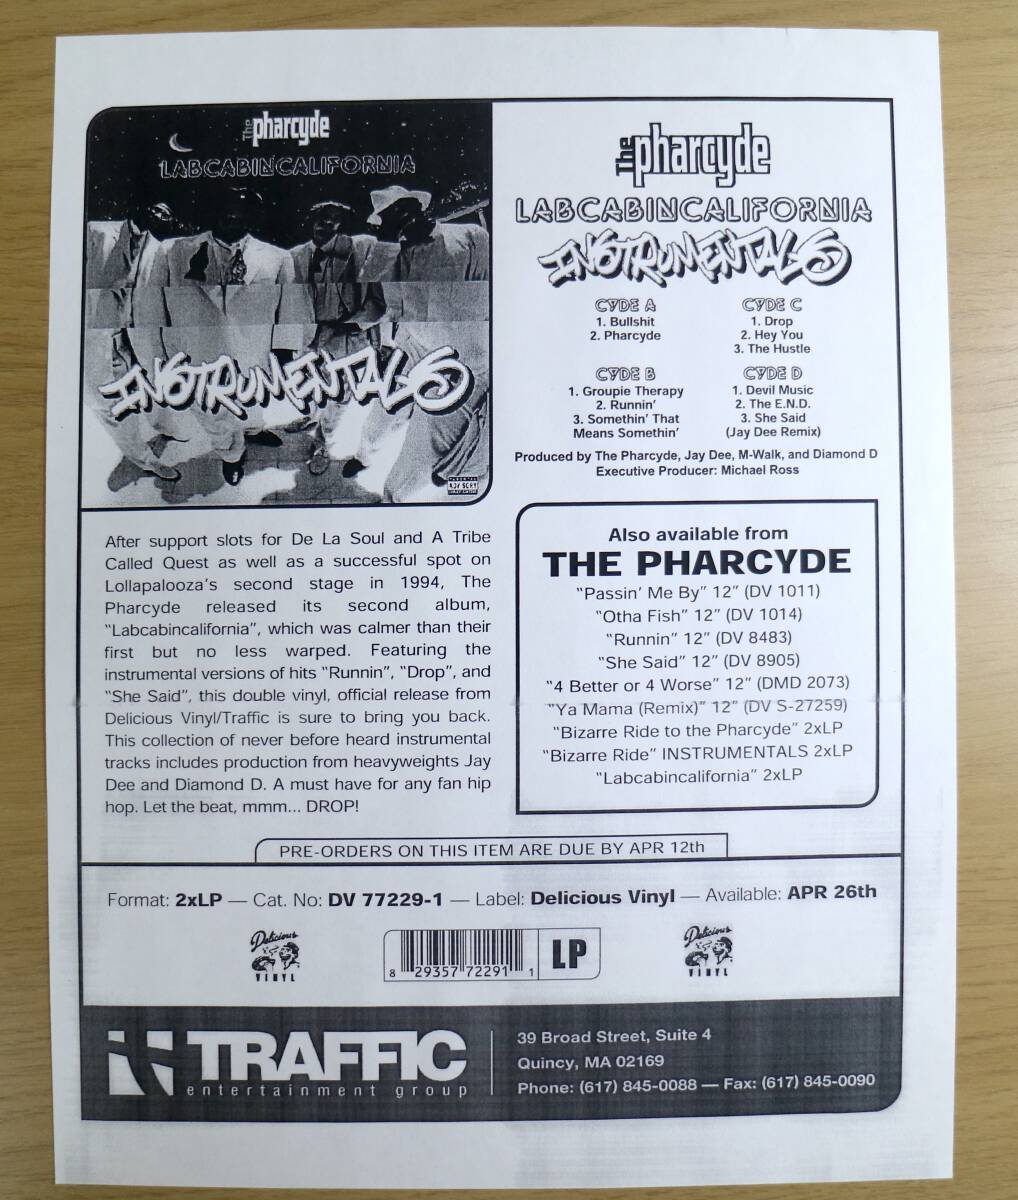 The pharcyde
LABCABINCALIFORNIA
INSTRUMENTALS
PARENTAL
ADVISORY
The pharcyde
LABCABINCALIFORNIA
INSTRUMENTALS
CYDE A
1. Bullshit
2. Pharcyde
CYDE B
1. Groupie Therapy
2. Runnin'
3. Somethin' That
Means Somethin'
CYDE C
1. Drop
2. Hey You
3. The Hustle
CYDE D
1. Devil Music
2. The E.N.D.
3. She Said
(Jay Dee Remix)
Produced by The Pharcyde, Jay Dee, M-Walk, and Diamond D
Executive Producer: Michael Ross
After support slots for De La Soul and A Tribe
Called Quest as well as a successful spot on
Lollapalooza's second stage in 1994, The
Pharcyde released its second album,
"Labcabincalifornia", which was calmer than their
first but no less warped. Featuring the
instrumental versions of hits "Runnin", "Drop", and
"She Said", this double vinyl, official release from
Delicious Vinyl/Traffic is sure to bring you back.
This collection of never before heard instrumental
tracks includes production from heavyweights Jay
Dee and Diamond D. A must have for any fan hip
hop. Let the beat, mmm... DROP!
Also available from
THE PHARCYDE
"Passin' Me By" 12" (DV 1011)
"Otha Fish" 12" (DV 1014)
"Runnin" 12" (DV 8483)
"She Said" 12" (DV 8905)
"4 Better or 4 Worse" 12" (DMD 2073)
"Ya Mama (Remix)" 12" (DV S-27259)
"Bizarre Ride to the Pharcyde" 2xLP
"Bizarre Ride" INSTRUMENTALS 2xLP
"Labcabincalifornia" 2xLP
PRE-ORDERS ON THIS ITEM ARE DUE BY APR 12th
Format: 2xLP — Cat. No: DV 77229-1 — Label: Delicious Vinyl — Available: APR 26th
Delicious
VINYL
8 29357 72291 1
LP
Delicious
VINYL
TRAFFIC
entertainment group
39 Broad Street, Suite 4
Quincy, MA 02169
Phone: (617) 845-0088 — Fax: (617) 845-0090